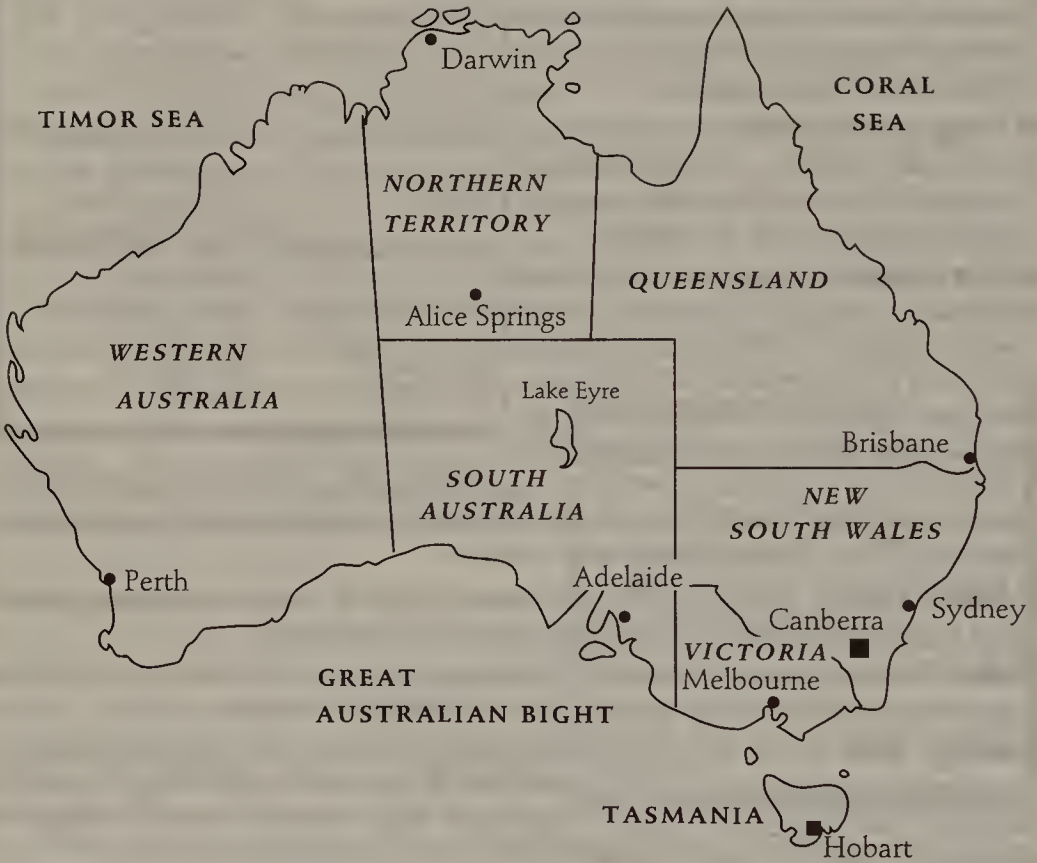 Darwin
TIMOR SEA
CORAL
SEA
NORTHERN
TERRITORY
QUEENSLAND
Alice Springs
WESTERN
AUSTRALIA
Lake Eyre
Brisbane
SOUTH
AUSTRALIA
NEW
SOUTH WALES
Perth
Adelaide
Sydney
Canberra
VICTORIA
Melbourne
GREAT
AUSTRALIAN BIGHT
TASMANIA
Hobart